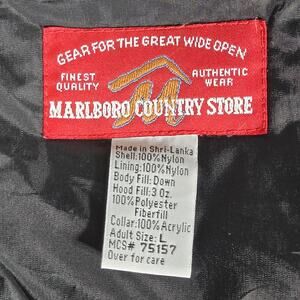 GEAR FOR THE GREAT WIDE OPEN
FINEST QUALITY
AUTHENTIC WEAR
MARLBORO COUNTRY STORE
Made in Shri-Lanka
Shell:100%Nylon
Lining:100%Nylon
Body Fill: Down
Hood Fill:3 Oz.
100%Polyester
Fiberfill
Collar:100%Acrylic
Adult Size: L
MCS# 75157
Over for care